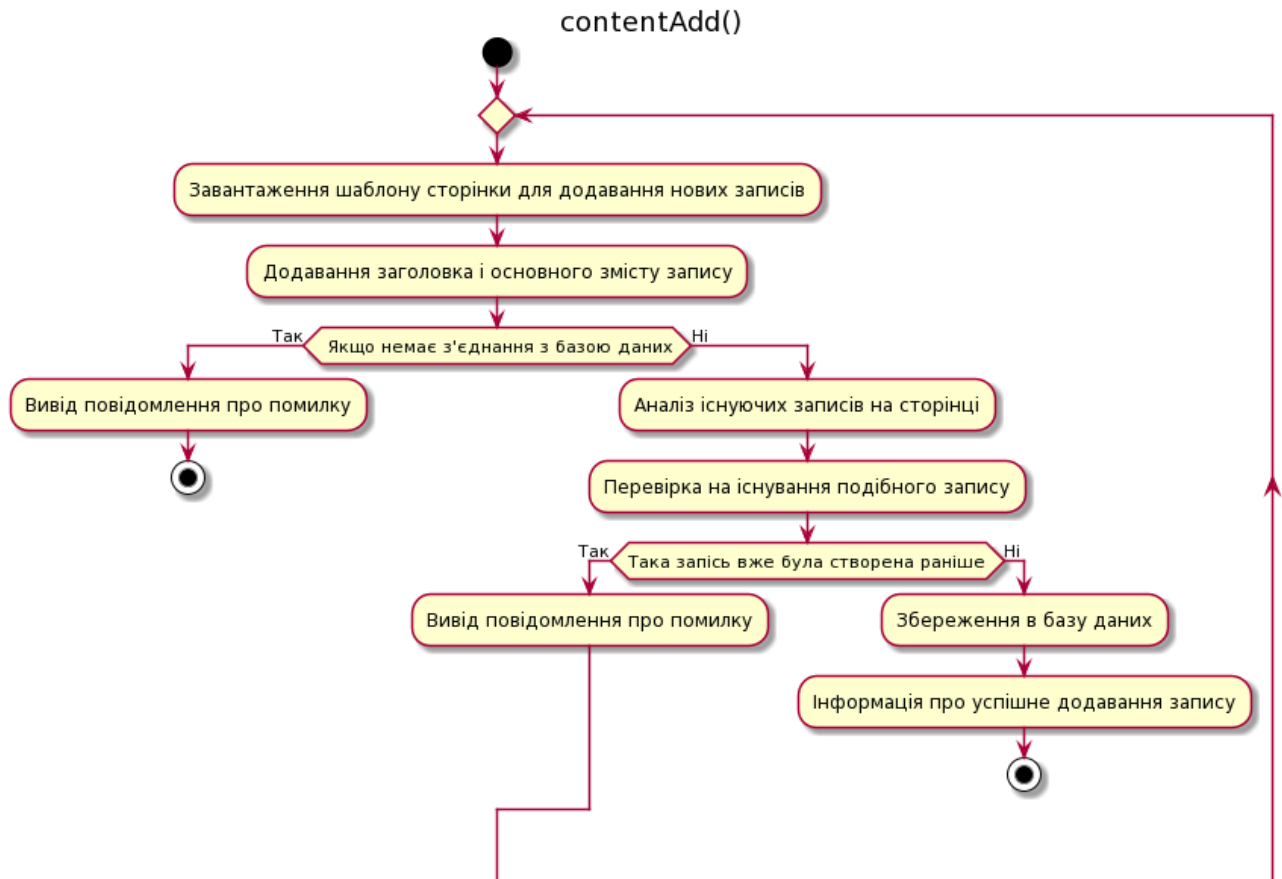 contentAdd()
Завантаження шаблону сторінки для додавання нових записів
Додавання заголовка і основного змісту запису
Так
Якщо немає з'єднання з базою даних
Ні
Вивід повідомлення про помилку
Аналіз існуючих записів на сторінці
Перевірка на існування подібного запису
Так
Така запісь вже була створена раніше
Ні
Вивід повідомлення про помилку
Збереження в базу даних
Інформація про успішне додавання запису